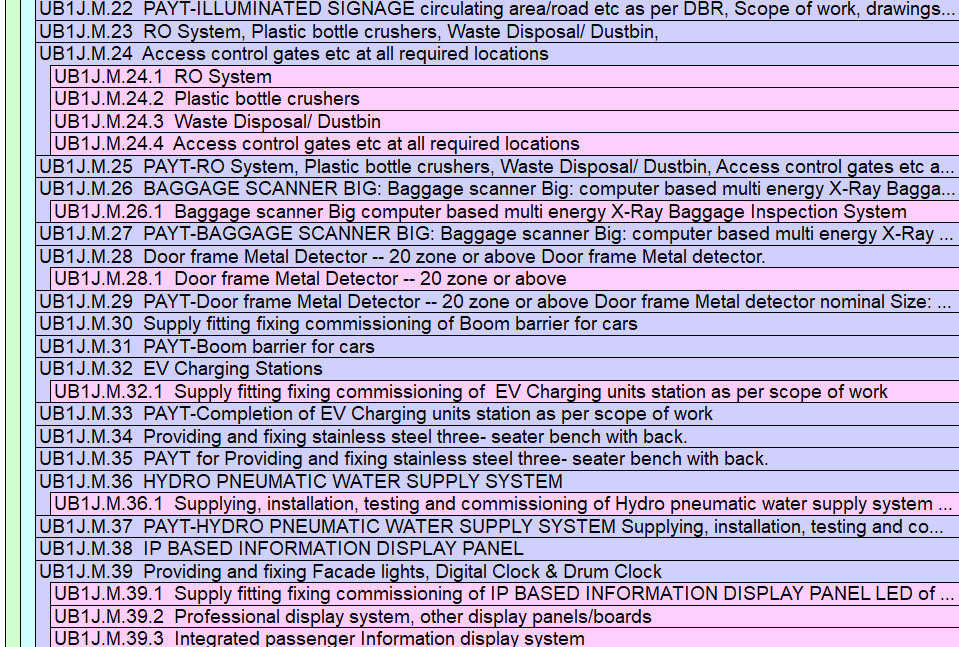 UB1J.M.22 PAYT-ILLUMINATED SIGNAGE circulating area/road etc as per DBR, Scope of work, drawings...
UB1J.M.23 RO System, Plastic bottle crushers, Waste Disposal/ Dustbin,
UB1J.M.24 Access control gates etc at all required locations
UB1J.M.24.1 RO System
UB1J.M.24.2 Plastic bottle crushers
UB1J.M.24.3 Waste Disposal/ Dustbin
UB1J.M.24.4 Access control gates etc at all required locations
UB1J.M.25 PAYT-RO System, Plastic bottle crushers, Waste Disposal/ Dustbin, Access control gates etc a...
UB1J.M.26 BAGGAGE SCANNER BIG: Baggage scanner Big: computer based multi energy X-Ray Bagga...
UB1J.M.26.1 Baggage scanner Big computer based multi energy X-Ray Baggage Inspection System
UB1J.M.27 PAYT-BAGGAGE SCANNER BIG: Baggage scanner Big: computer based multi energy X-Ray ...
UB1J.M.28 Door frame Metal Detector -- 20 zone or above Door frame Metal detector.
UB1J.M.28.1 Door frame Metal Detector -- 20 zone or above
UB1J.M.29 PAYT-Door frame Metal Detector -- 20 zone or above Door frame Metal detector nominal Size: ...
UB1J.M.30 Supply fitting fixing commissioning of Boom barrier for cars
UB1J.M.31 PAYT-Boom barrier for cars
UB1J.M.32 EV Charging Stations
UB1J.M.32.1 Supply fitting fixing commissioning of EV Charging units station as per scope of work
UB1J.M.33 PAYT-Completion of EV Charging units station as per scope of work
UB1J.M.34 Providing and fixing stainless steel three- seater bench with back.
UB1J.M.35 PAYT for Providing and fixing stainless steel three- seater bench with back.
UB1J.M.36 HYDRO PNEUMATIC WATER SUPPLY SYSTEM
UB1J.M.36.1 Supplying, installation, testing and commissioning of Hydro pneumatic water supply system ...
UB1J.M.37 PAYT-HYDRO PNEUMATIC WATER SUPPLY SYSTEM Supplying, installation, testing and co...
UB1J.M.38 IP BASED INFORMATION DISPLAY PANEL
UB1J.M.39 Providing and fixing Facade lights, Digital Clock & Drum Clock
UB1J.M.39.1 Supply fitting fixing commissioning of IP BASED INFORMATION DISPLAY PANEL LED of ...
UB1J.M.39.2 Professional display system, other display panels/boards
UB1J.M.39.3 Integrated passenger Information display system